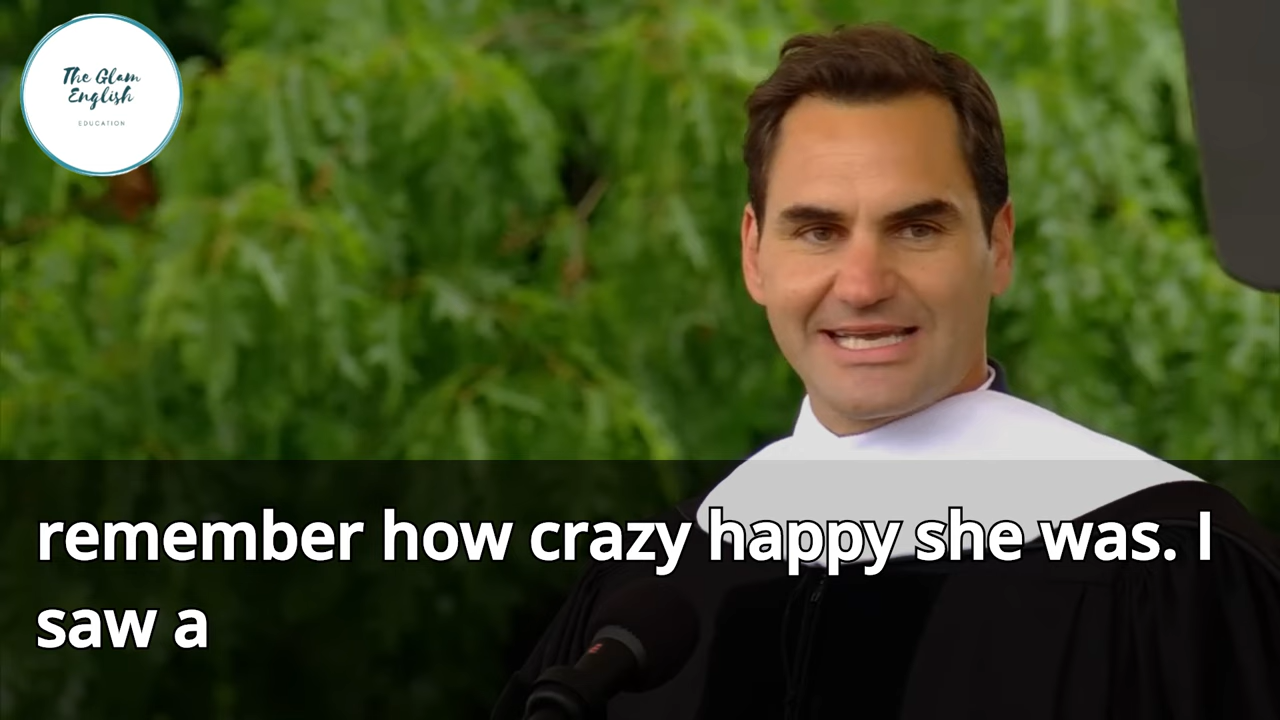 The Glam
English
EDUCATION
remember how crazy happy she was. I
saw a